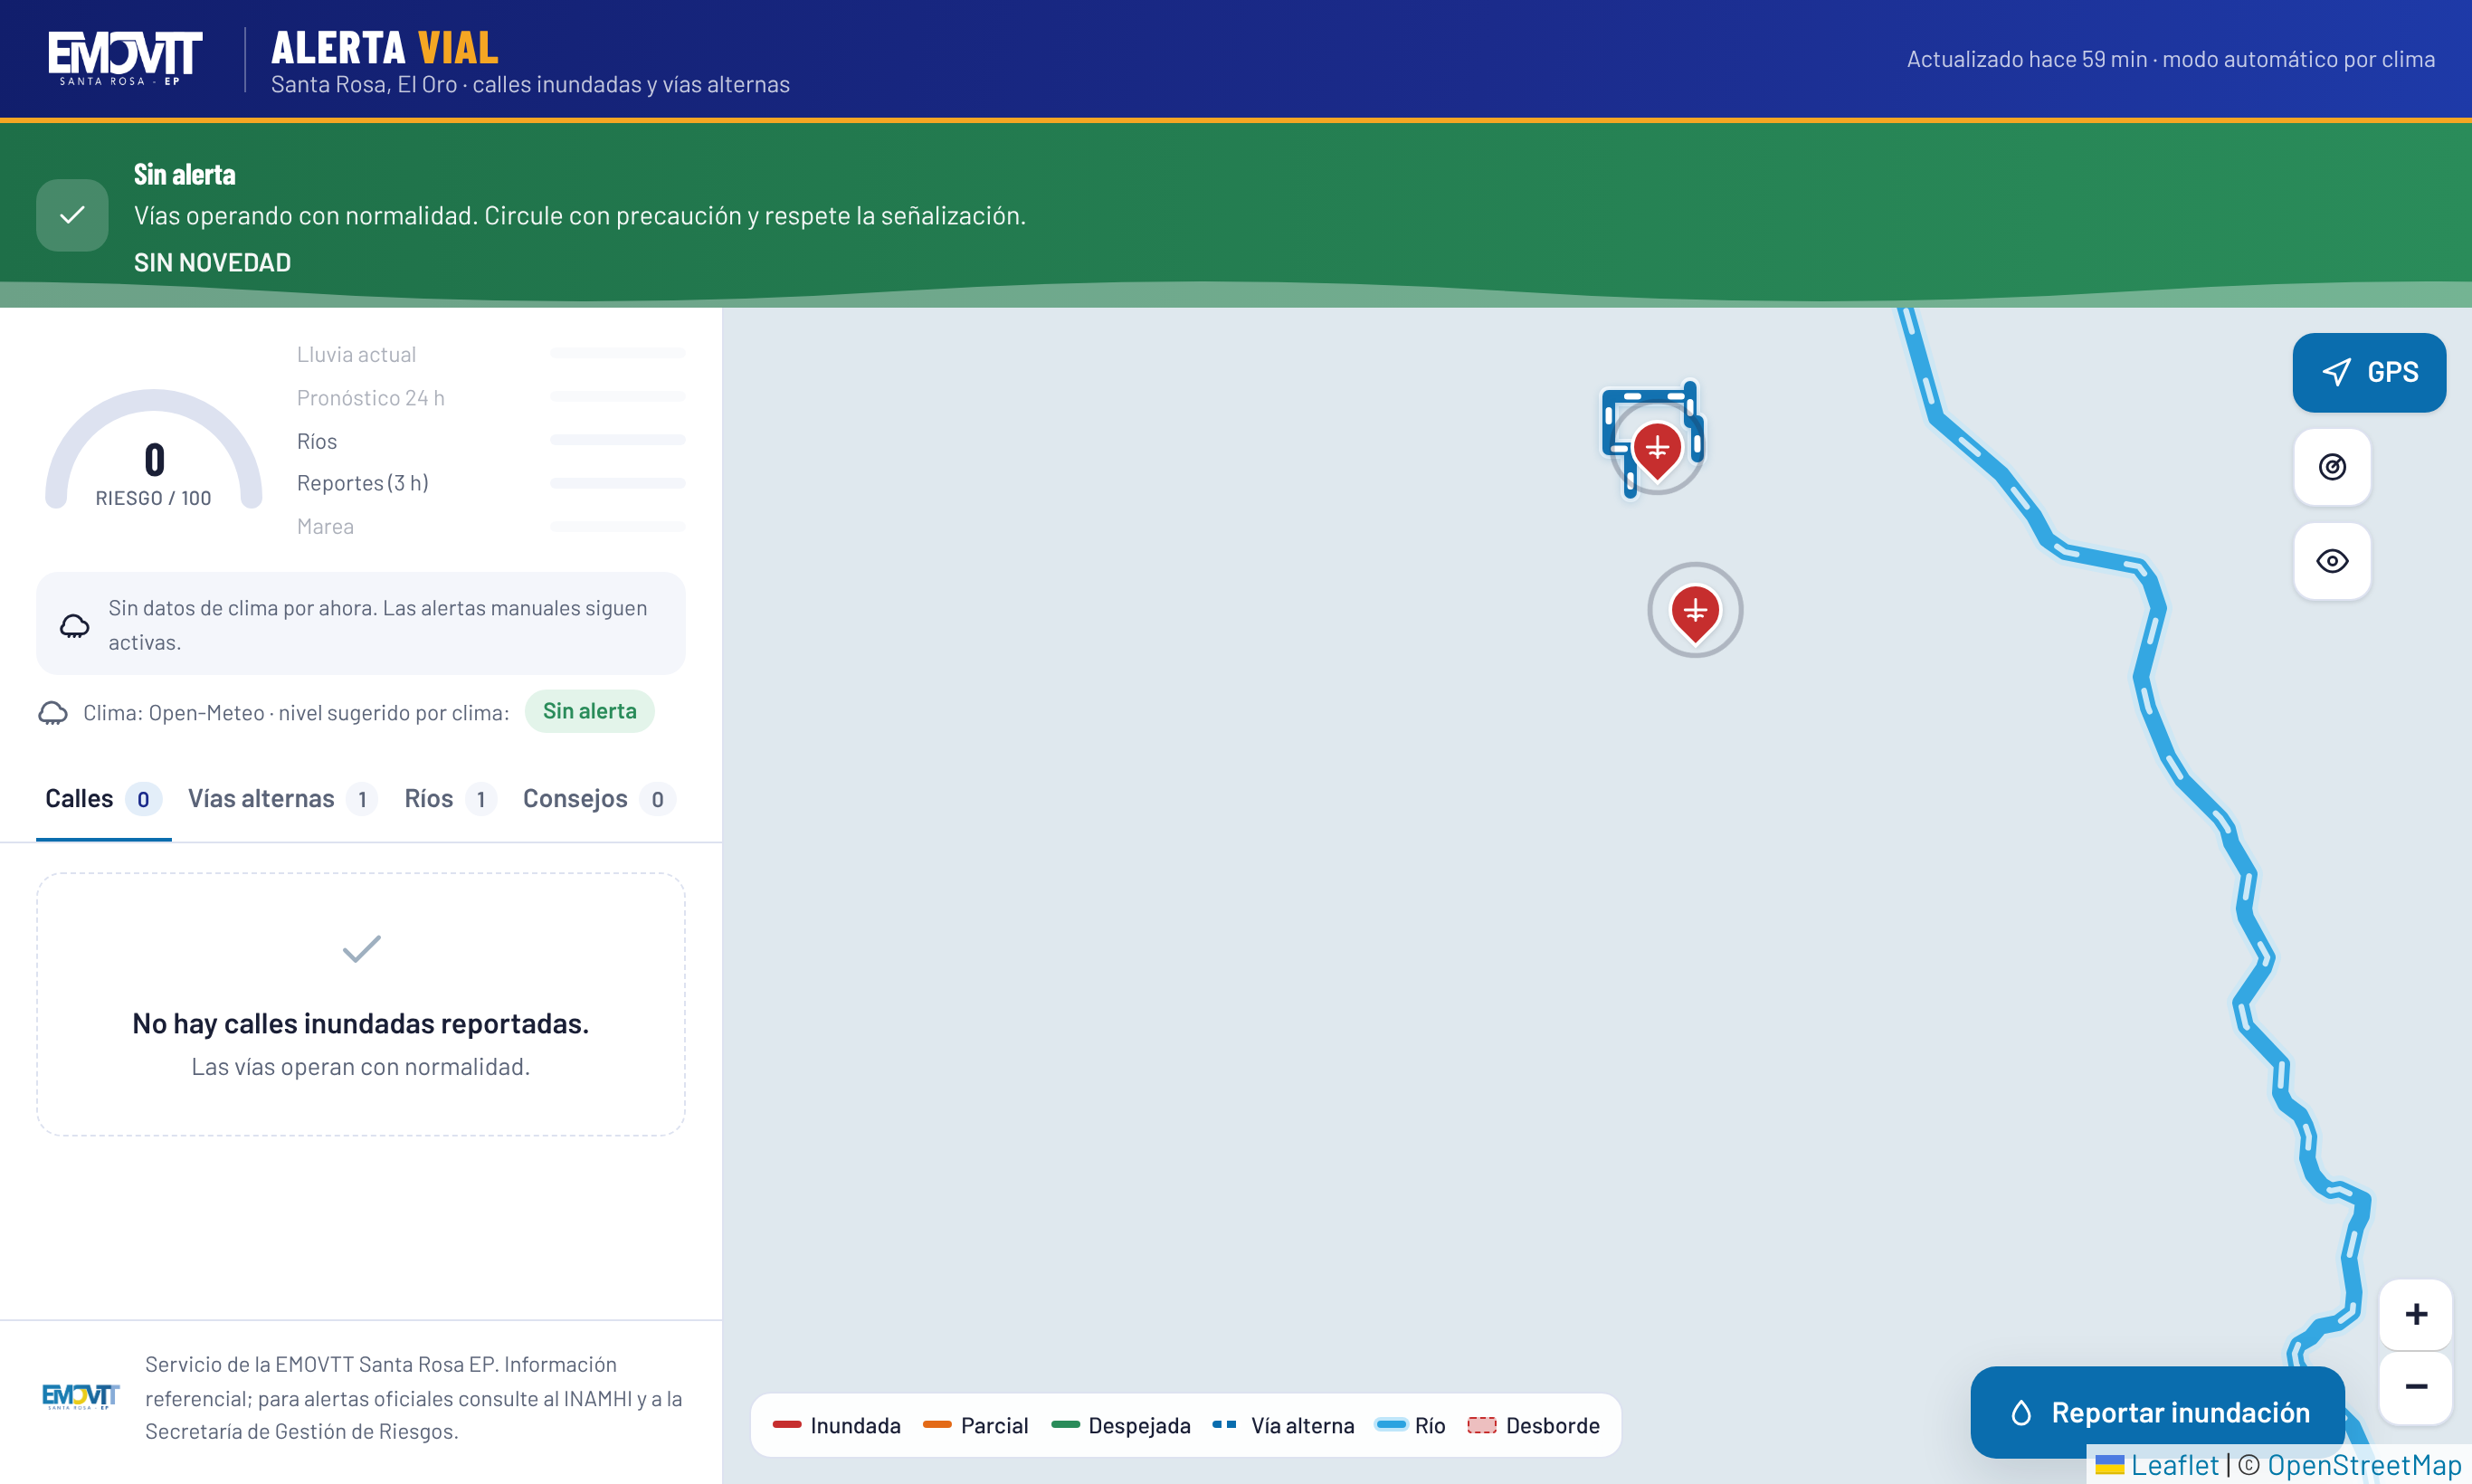 EMOVTT
SANTA ROSA - EP
ALERTA VIAL
Santa Rosa, El Oro · calles inundadas y vías alternas
Actualizado hace 59 min · modo automático por clima
Sin alerta
Vías operando con normalidad. Circule con precaución y respete la señalización.
SIN NOVEDAD
0
RIESGO / 100
Lluvia actual
Pronóstico 24 h
Ríos
Reportes (3 h)
Marea
Sin datos de clima por ahora. Las alertas manuales siguen
activas.
Clima: Open-Meteo · nivel sugerido por clima: Sin alerta
Calles 0 Vías alternas 1 Ríos 1 Consejos 0
No hay calles inundadas reportadas.
Las vías operan con normalidad.
EMOVTT
SANTA ROSA - EP
Servicio de la EMOVTT Santa Rosa EP. Información
referencial; para alertas oficiales consulte al INAMHI y a la
Secretaría de Gestión de Riesgos.
GPS
+
−
Inundada Parcial Despejada Vía alterna Río Desborde
Reportar inundación
Leaflet | © OpenStreetMap